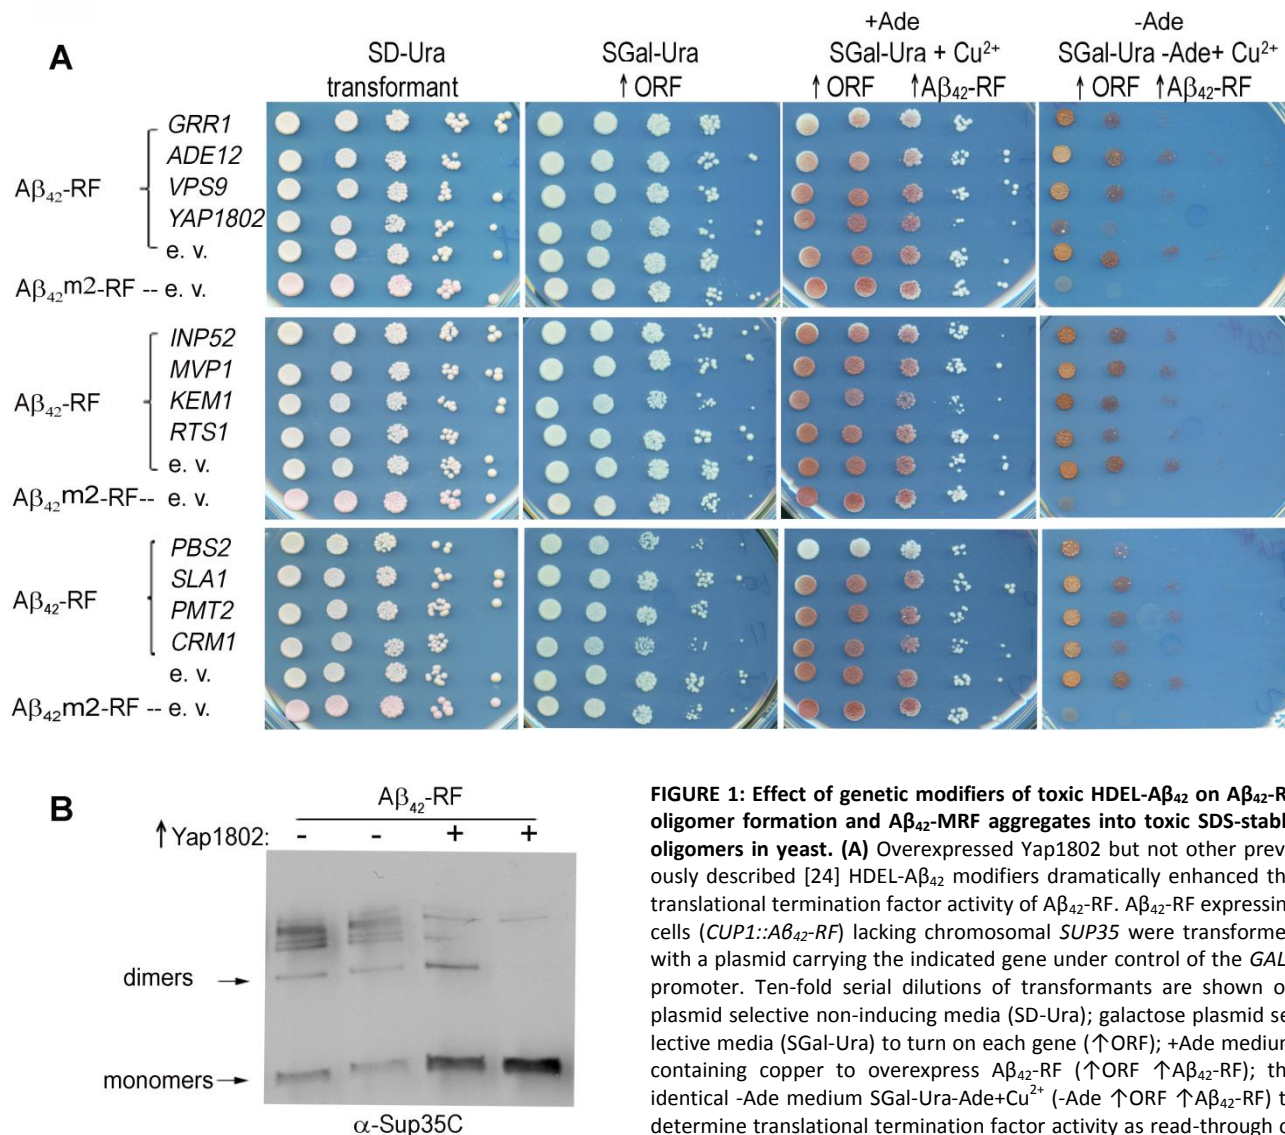 A
SD-Ura
transformant
SGal-Ura
↑ ORF
+Ade
SGal-Ura + Cu²⁺
↑ ORF ↑Aβ₄₂-RF
-Ade
SGal-Ura -Ade+ Cu²⁺
↑ ORF ↑Aβ₄₂-RF
Aβ₄₂-RF
GRR1
ADE12
VPS9
YAP1802
e. v.
Aβ₄₂m2-RF -- e. v.
Aβ₄₂-RF
INP52
MVP1
KEM1
RTS1
e. v.
Aβ₄₂m2-RF-- e. v.
Aβ₄₂-RF
PBS2
SLA1
PMT2
CRM1
e. v.
Aβ₄₂m2-RF -- e. v.
B
Aβ₄₂-RF
↑ Yap1802: - - + +
dimers
monomers
α-Sup35C
FIGURE 1: Effect of genetic modifiers of toxic HDEL-Aβ₄₂ on Aβ₄₂-R
oligomer formation and Aβ₄₂-MRF aggregates into toxic SDS-stabl
oligomers in yeast. (A) Overexpressed Yap1802 but not other prev
ously described [24] HDEL-Aβ₄₂ modifiers dramatically enhanced th
translational termination factor activity of Aβ₄₂-RF. Aβ₄₂-RF expressin
cells (CUP1::Aβ₄₂-RF) lacking chromosomal SUP35 were transforme
with a plasmid carrying the indicated gene under control of the GAL
promoter. Ten-fold serial dilutions of transformants are shown o
plasmid selective non-inducing media (SD-Ura); galactose plasmid se
lective media (SGal-Ura) to turn on each gene (↑ORF); +Ade medium
containing copper to overexpress Aβ₄₂-RF (↑ORF ↑Aβ₄₂-RF); th
identical -Ade medium SGal-Ura-Ade+Cu²⁺ (-Ade ↑ORF ↑Aβ₄₂-RF) t
determine translational termination factor activity as read-through o